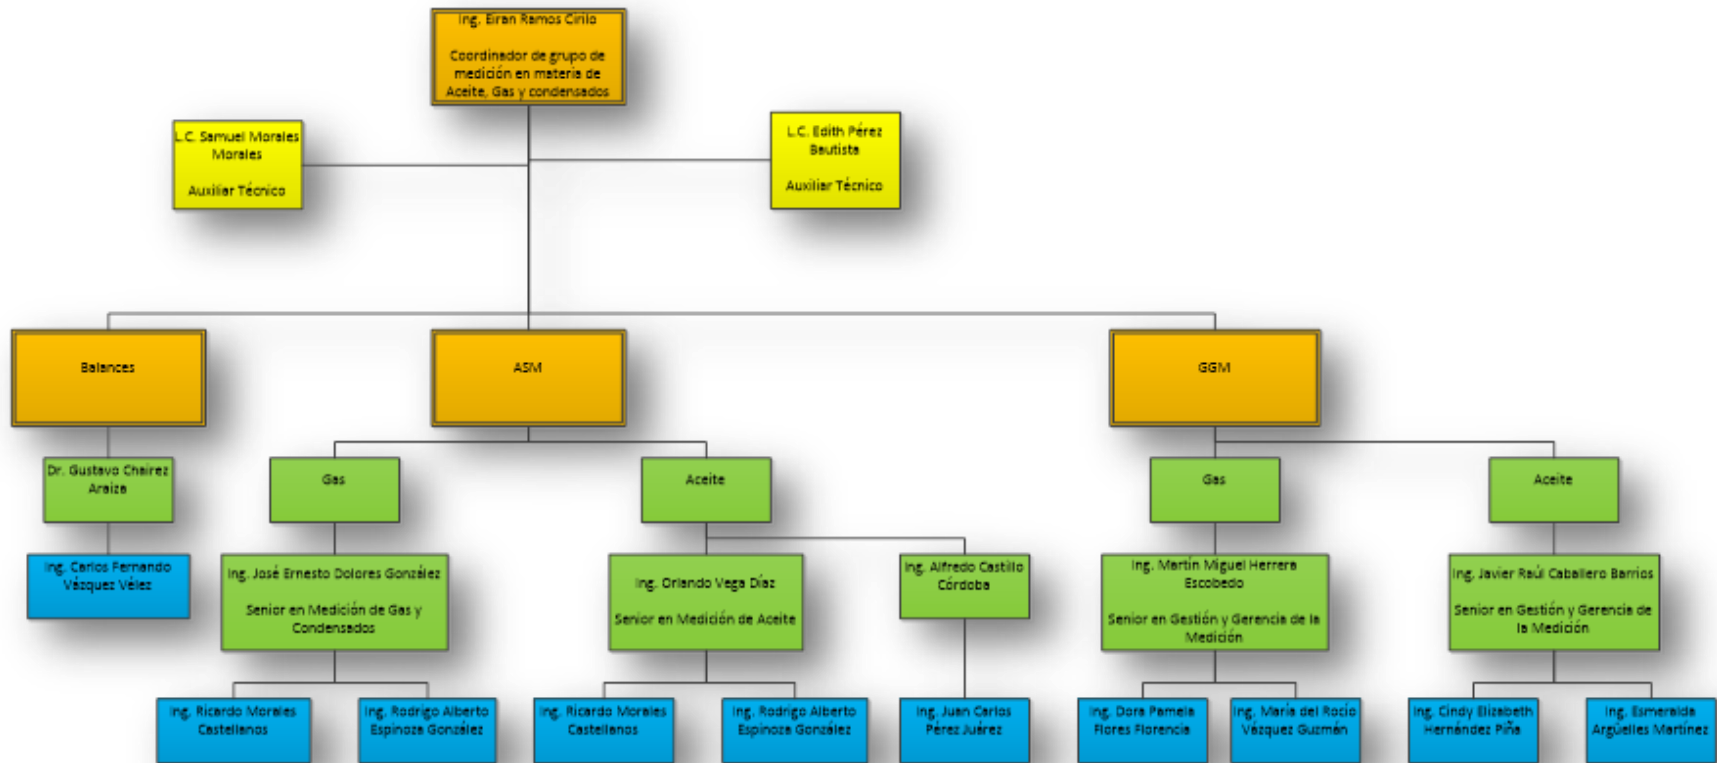 Ing. Eiran Ramos Cirilo
Coordinador de grupo de
medición en materia de
Aceite, Gas y condensados
L.C. Samuel Morales
Morales
Auxiliar Técnico
L.C. Edith Pérez
Bautista
Auxiliar Técnico
Balances
ASM
GGM
Dr. Gustavo Chairez
Araiza
Gas
Aceite
Gas
Aceite
Ing. Carlos Fernando
Vázquez Vélez
Ing. José Ernesto Dolores González
Senior en Medición de Gas y
Condensados
Ing. Orlando Vega Díaz
Senior en Medición de Aceite
Ing. Alfredo Castillo
Córdoba
Ing. Martín Miguel Herrera
Escobedo
Senior en Gestión y Gerencia de la
Medición
Ing. Javier Raúl Caballero Barrios
Senior en Gestión y Gerencia de
la Medición
Ing. Ricardo Morales
Castellanos
Ing. Rodrigo Alberto
Espinoza González
Ing. Ricardo Morales
Castellanos
Ing. Rodrigo Alberto
Espinoza González
Ing. Juan Carlos
Pérez Juárez
Ing. Dora Pamela
Flores Florencia
Ing. María del Rocío
Vázquez Guzmán
Ing. Cindy Elizabeth
Hernández Piña
Ing. Esmeralda
Argüelles Martínez